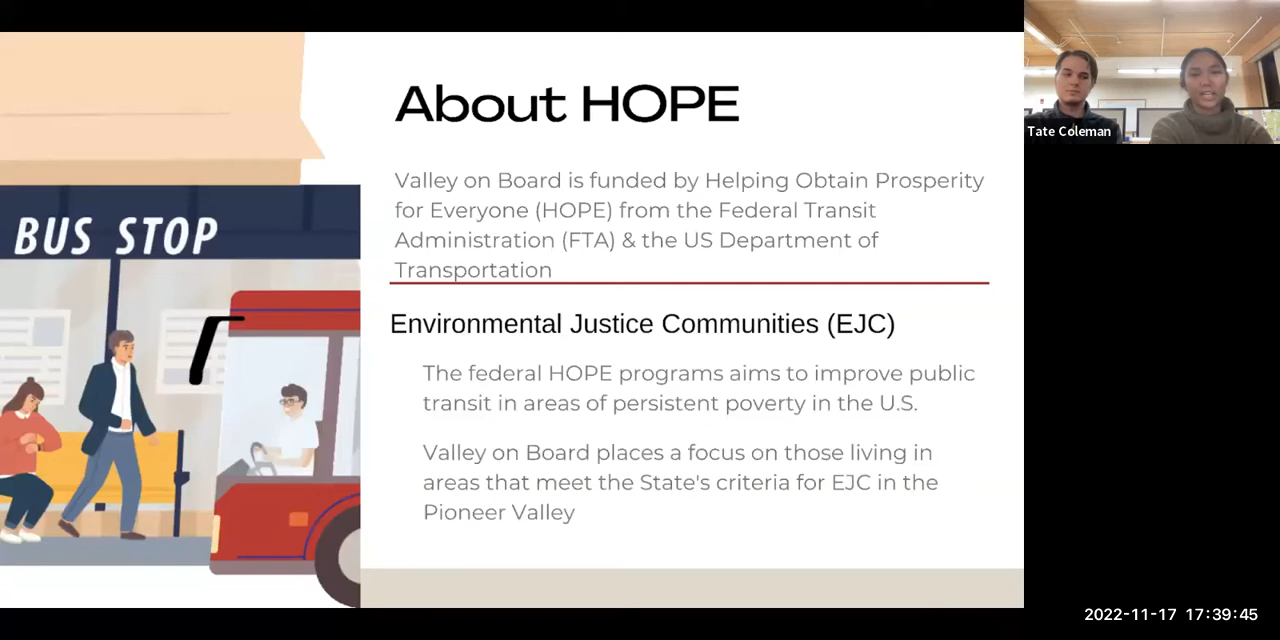 About HOPE
Valley on Board is funded by Helping Obtain Prosperity
for Everyone (HOPE) from the Federal Transit
Administration (FTA) & the US Department of
Transportation
BUS STOP
Environmental Justice Communities (EJC)
The federal HOPE programs aims to improve public
transit in areas of persistent poverty in the U.S.
Valley on Board places a focus on those living in
areas that meet the State's criteria for EJC in the
Pioneer Valley
Tate Coleman
2022-11-17 17:39:45